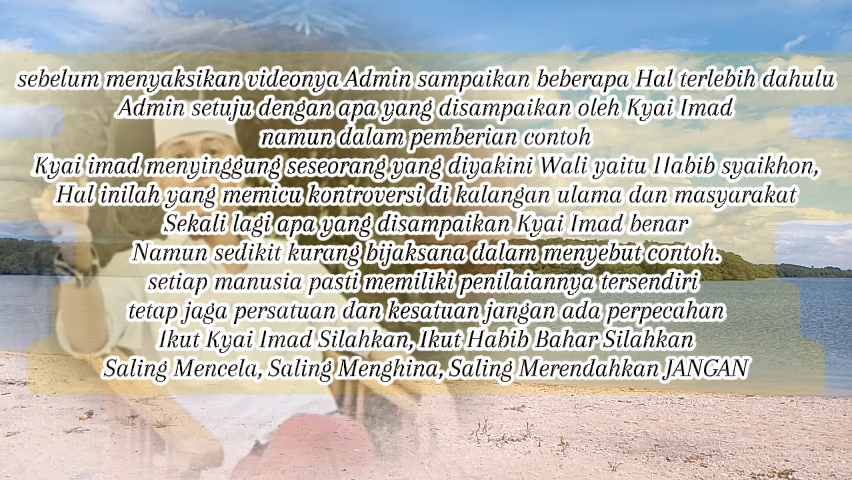 sebelum menyaksikan videonya Admin sampaikan beberapa Hal terlebih dahulu
Admin setuju dengan apa yang disampaikan oleh Kyai Imad
namun dalam pemberian contoh
Kyai imad menyinggung seseorang yang diyakini Wali yaitu Habib syaikhon,
Hal inilah yang memicu kontroversi di kalangan ulama dan masyarakat
Sekali lagi apa yang disampaikan Kyai Imad benar
Namun sedikit kurang bijaksana dalam menyebut contoh.
setiap manusia pasti memiliki penilaiannya tersendiri
tetap jaga persatuan dan kesatuan jangan ada perpecahan
Ikut Kyai Imad Silahkan, Ikut Habib Bahar Silahkan
Saling Mencela, Saling Menghina, Saling Merendahkan JANGAN